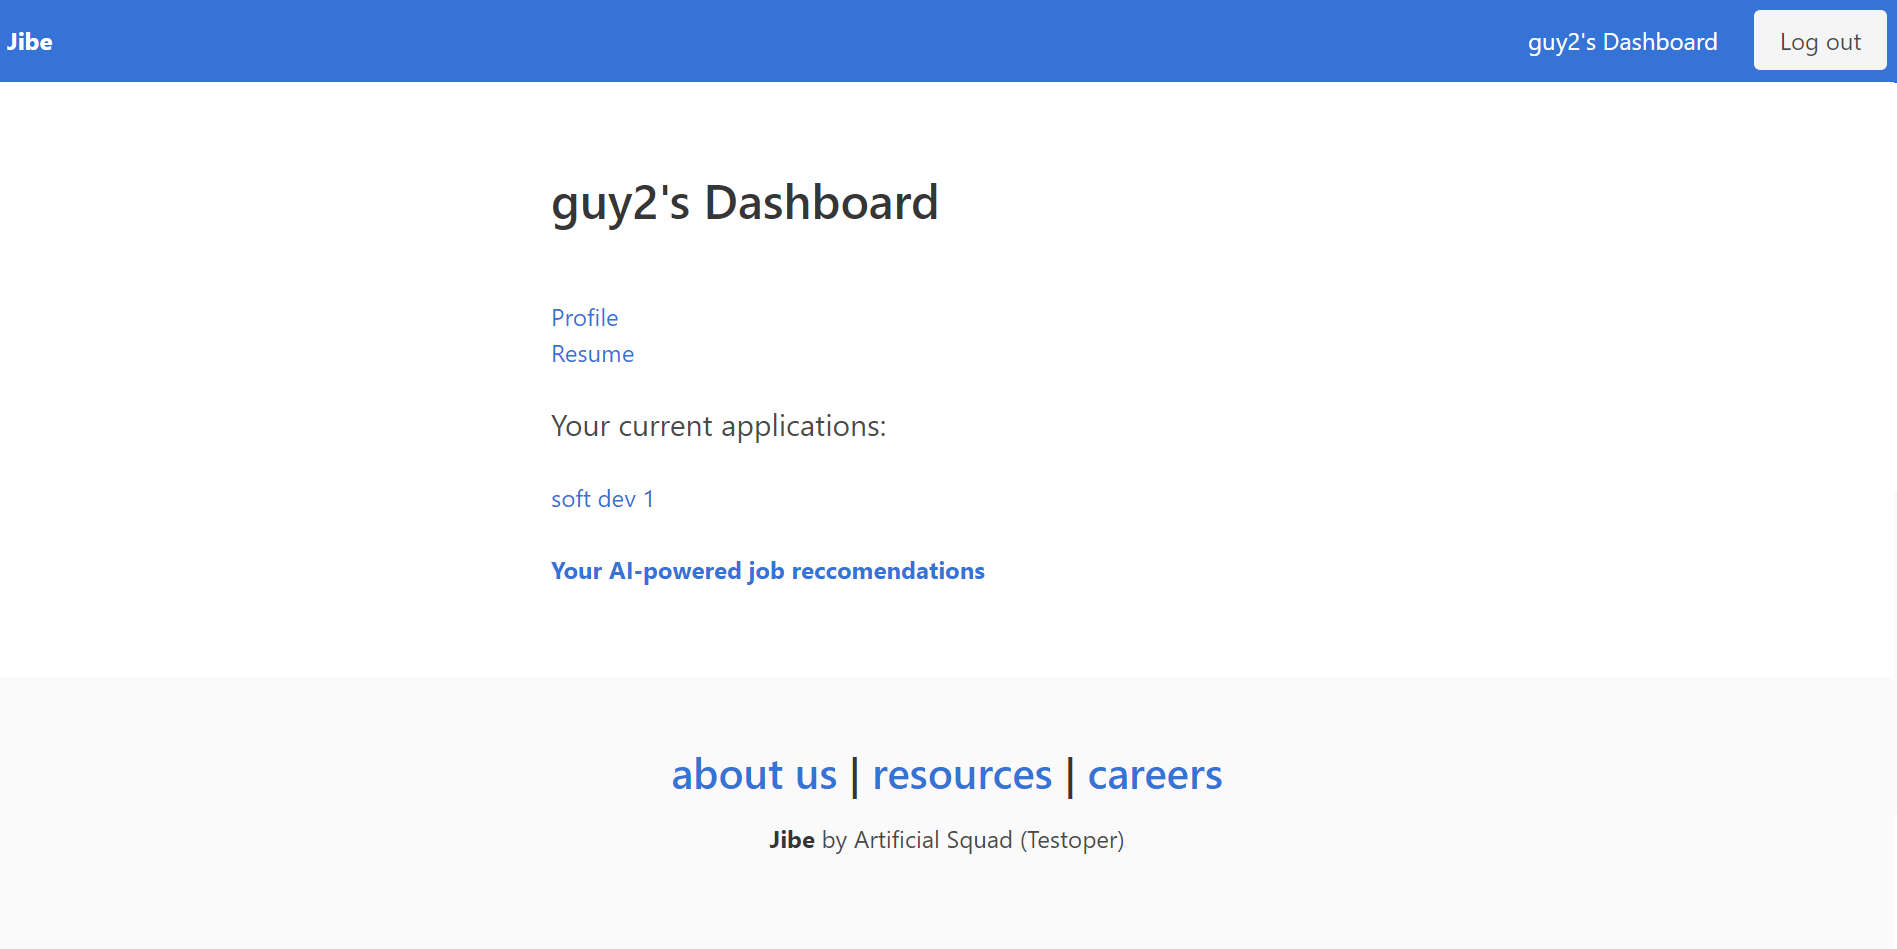 Jibe
guy2's Dashboard
Log out
guy2's Dashboard
Profile
Resume
Your current applications:
soft dev 1
Your AI-powered job reccomendations
about us | resources | careers
Jibe by Artificial Squad (Testoper)